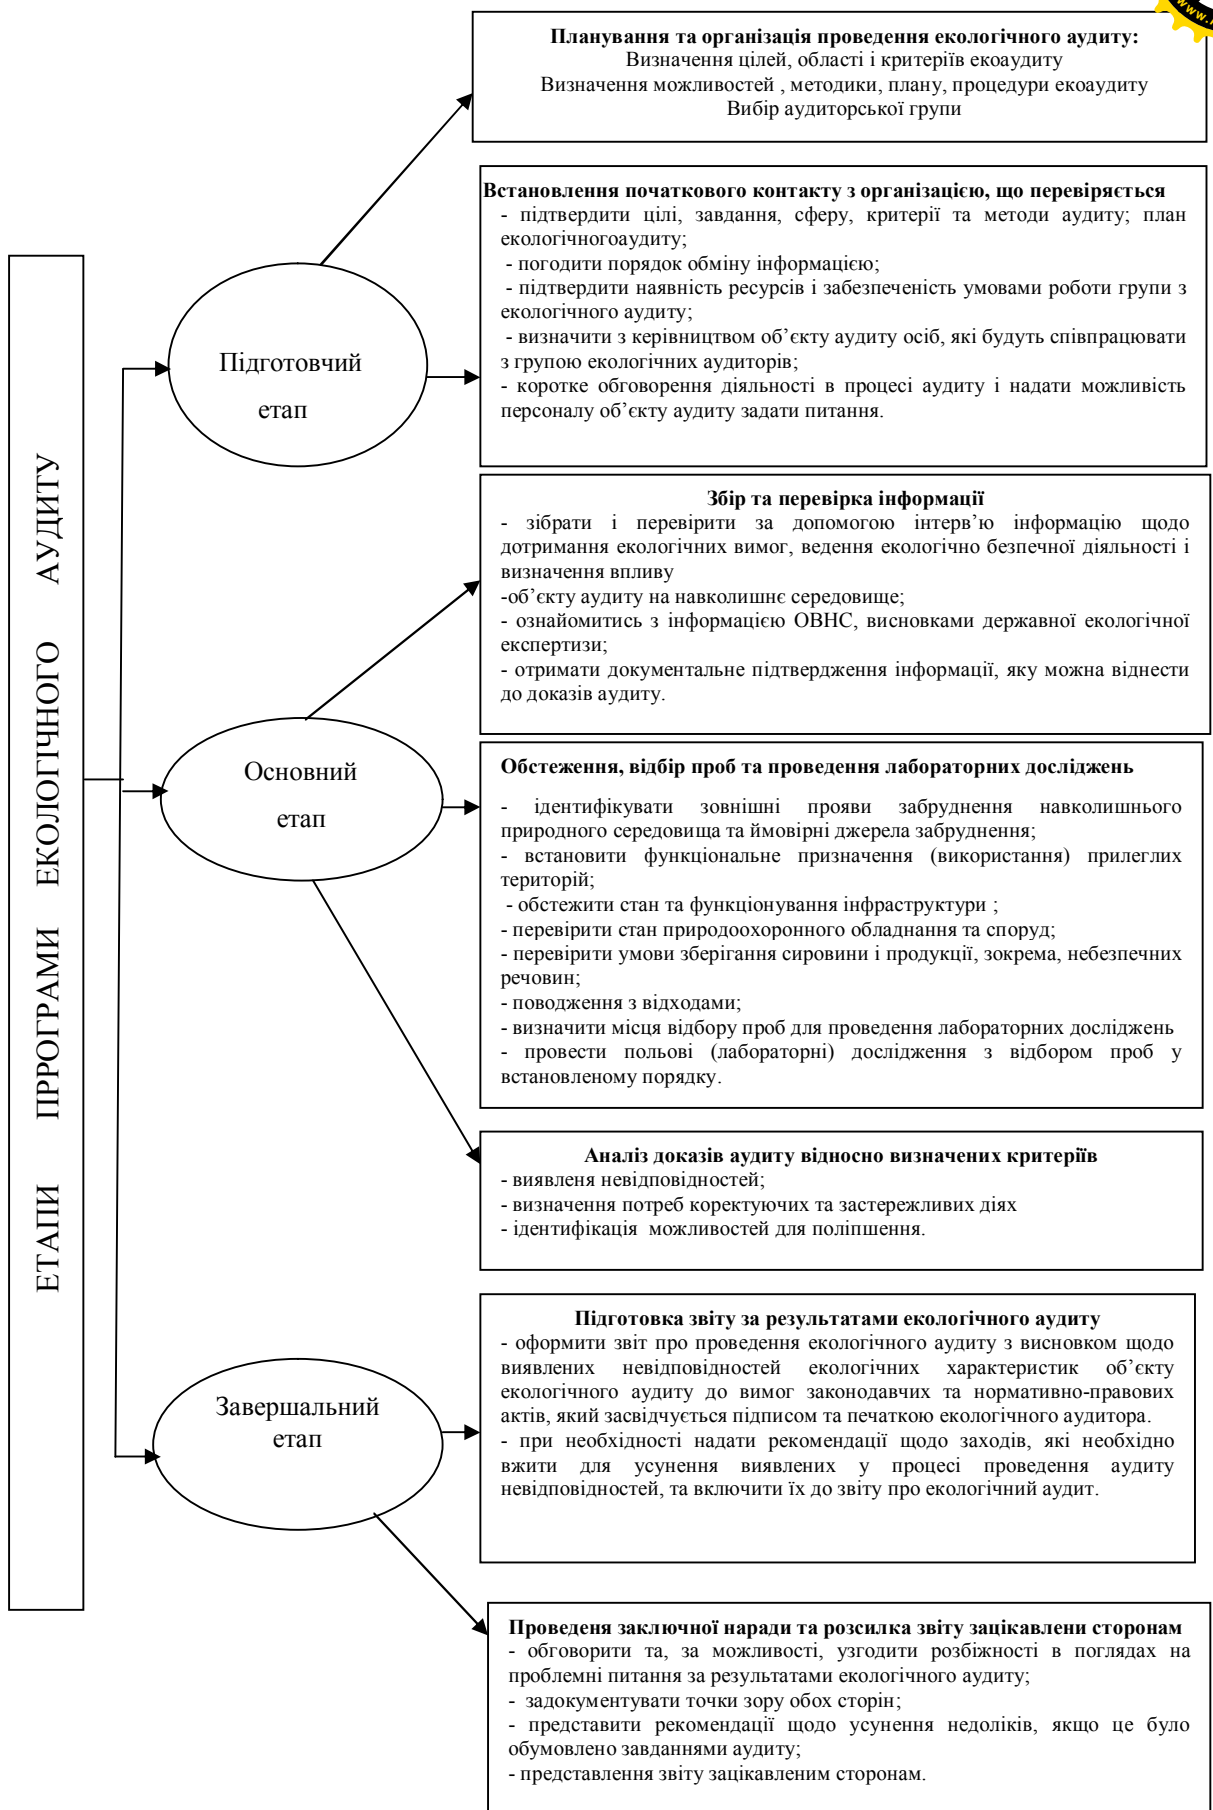 Планування та організація проведення екологічного аудиту:
Визначення цілей, області і критеріїв екоаудиту
Визначення можливостей , методики, плану, процедури екоаудиту
Вибір аудиторської групи
Встановлення початкового контакту з організацією, що перевіряється
- підтвердити цілі, завдання, сферу, критерії та методи аудиту; план
екологічногоаудиту;
- погодити порядок обміну інформацією;
- підтвердити наявність ресурсів і забезпеченість умовами роботи групи з
екологічного аудиту;
- визначити з керівництвом об’єкту аудиту осіб, які будуть співпрацювати
з групою екологічних аудиторів;
- коротке обговорення діяльності в процесі аудиту і надати можливість
персоналу об’єкту аудиту задати питання.
Підготовчий
етап
ЕТАПИ ПРРОГРАМИ ЕКОЛОГІЧНОГО АУДИТУ
Збір та перевірка інформації
- зібрати і перевірити за допомогою інтерв’ю інформацію щодо
дотримання екологічних вимог, ведення екологічно безпечної діяльності і
визначення впливу
-об’єкту аудиту на навколишнє середовище;
- ознайомитись з інформацією ОВНС, висновками державної екологічної
експертизи;
- отримати документальне підтвердження інформації, яку можна віднести
до доказів аудиту.
Основний
етап
Обстеження, відбір проб та проведення лабораторних досліджень
- ідентифікувати зовнішні прояви забруднення навколишнього
природного середовища та ймовірні джерела забруднення;
- встановити функціональне призначення (використання) прилеглих
територій;
- обстежити стан та функціонування інфраструктури ;
- перевірити стан природоохоронного обладнання та споруд;
- перевірити умови зберігання сировини і продукції, зокрема, небезпечних
речовин;
- поводження з відходами;
- визначити місця відбору проб для проведення лабораторних досліджень
- провести польові (лабораторні) дослідження з відбором проб у
встановленому порядку.
Аналіз доказів аудиту відносно визначених критеріїв
- виявленя невідповідностей;
- визначення потреб коректуючих та застережливих діях
- ідентифікація можливостей для поліпшення.
Підготовка звіту за результатами екологічного аудиту
- оформити звіт про проведення екологічного аудиту з висновком щодо
виявлених невідповідностей екологічних характеристик об’єкту
екологічного аудиту до вимог законодавчих та нормативно-правових
актів, який засвідчується підписом та печаткою екологічного аудитора.
- при необхідності надати рекомендації щодо заходів, які необхідно
вжити для усунення виявлених у процесі проведення аудиту
невідповідностей, та включити їх до звіту про екологічний аудит.
Завершальний
етап
Проведеня заключної наради та розсилка звіту зацікавлени сторонам
- обговорити та, за можливості, узгодити розбіжності в поглядах на
проблемні питання за результатами екологічного аудиту;
- задокументувати точки зору обох сторін;
- представити рекомендації щодо усунення недоліків, якщо це було
обумовлено завданнями аудиту;
- представлення звіту зацікавленим сторонам.